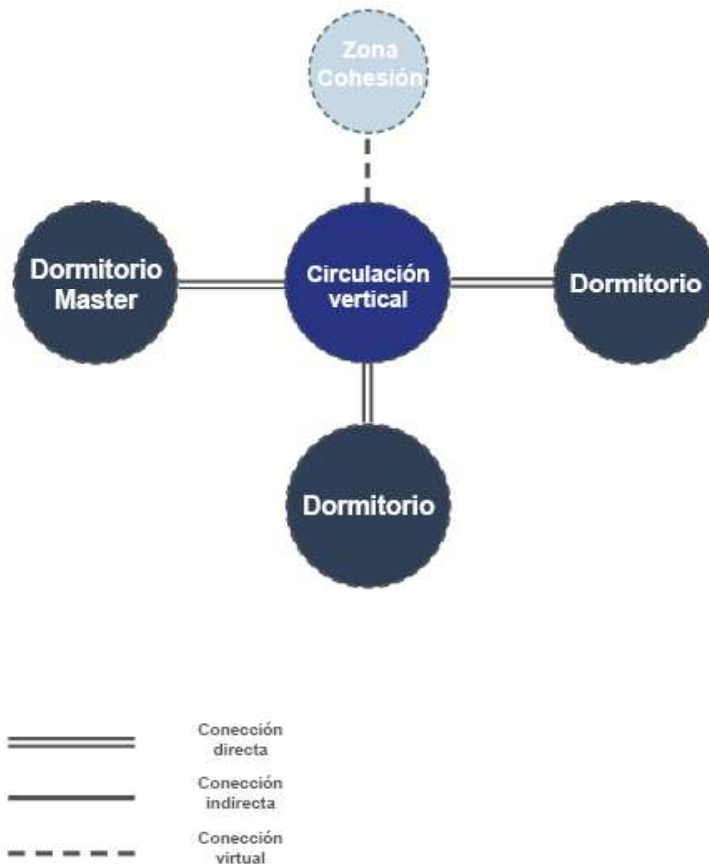 Zona
Cohesión
Dormitorio
Master
Circulación
vertical
Dormitorio
Dormitorio
Conección
directa
Conección
indirecta
Conección
virtual